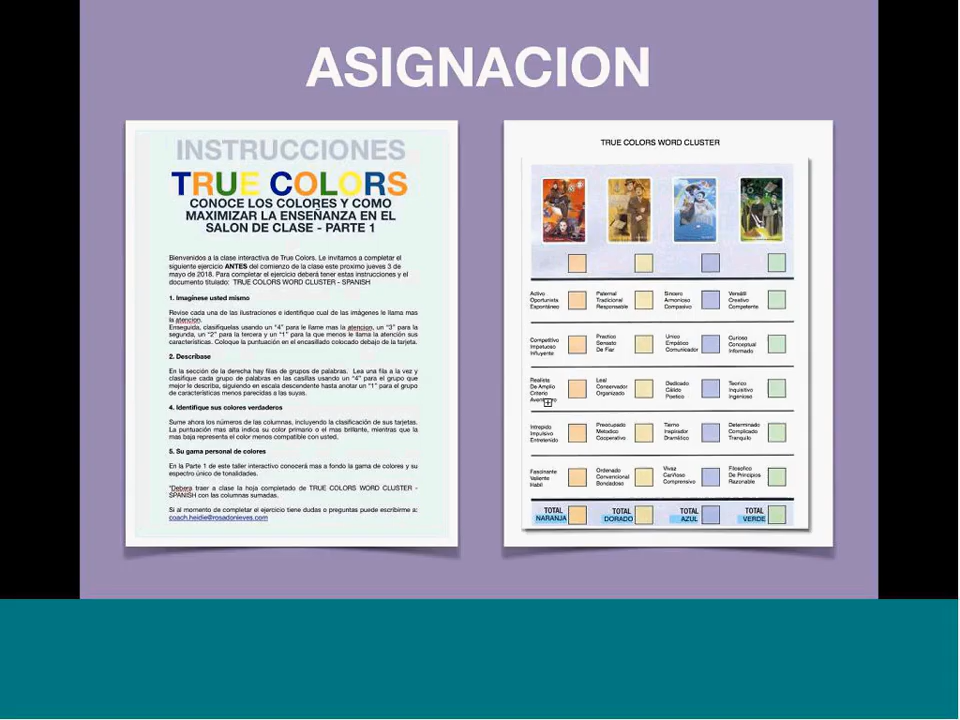 ASIGNACION
INSTRUCCIONES
TRUE COLORS
CONOCE LOS COLORES Y COMO
MAXIMIZAR LA ENSEÑANZA EN EL
SALON DE CLASE - PARTE 1
Bienvenidos a la clase interactiva de True Colors. Le invitamos a completar el
siguiente ejercicio ANTES del comienzo de la clase este proximo jueves 3 de
mayo de 2018. Para completar el ejercicio deberá tener estas instrucciones y el
documento titulado: TRUE COLORS WORD CLUSTER - SPANISH
1. Imagínese usted mismo
Revise cada una de las ilustraciones e identifique cual de las imágenes le llama mas
la atencion.
Enseguida, clasifiquelas usando un "4" para le llame mas la atencion, un "3" para la
segunda, un "2" para la tercera y un "1" para la que menos le llama la atención sus
características. Coloque la puntuación en el encasillado colocado debajo de la tarjeta.
2. Descríbase
En la sección de la derecha hay filas de grupos de palabras. Lea una fila a la vez y
clasifique cada grupo de palabras en las casillas usando un "4" para el grupo que
mejor le describa, siguiendo en escala descendente hasta anotar un "1" para el grupo
de características menos parecidas a las suyas.
4. Identifique sus colores verdaderos
Sume ahora los números de las columnas, incluyendo la clasificación de sus tarjetas.
La puntuación mas alta indica su color primario o el mas brillante, mientras que la
mas baja representa el color menos compatible con usted.
5. Su gama personal de colores
En la Parte 1 de este taller interactivo conocerá mas a fondo la gama de colores y su
espectro único de tonalidades.
*Debera traer a clase la hoja completado de TRUE COLORS WORD CLUSTER -
SPANISH con las columnas sumadas.
Si al momento de completar el ejercicio tiene dudas o preguntas puede escribirme a:
coach.heidie@rosadonieves.com
TRUE COLORS WORD CLUSTER
Activo Paternal Sincero Versátil
Oportunista Tradicional Armonioso Creativo
Espontáneo Responsable Compasivo Competente
Competitivo Practico Unico Curioso
Impetuoso Sensato Empático Conceptual
Influyente De Fiar Comunicador Informado
Realista Leal Dedicado Teorico
De Amplio Conservador Cálido Inquisitivo
Criterio Organizado Poetico Ingenioso
Intrepido Preocupado Tierno Determinado
Impulsivo Metodico Inspirador Complicado
Entretenido Cooperativo Dramático Tranquilo
Fascinante Ordenado Vivaz Filosofico
Valiente Convencional Cariñoso De Principios
Habil Bondadoso Comprensivo Razonable
TOTAL TOTAL TOTAL TOTAL
NARANJA DORADO AZUL VERDE